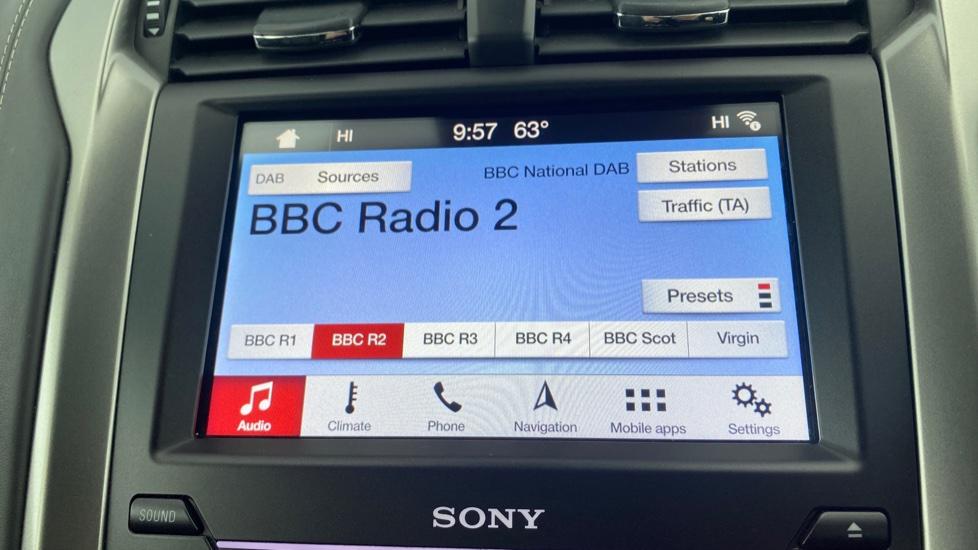 HI 9:57 63° HI
DAB Sources BBC National DAB Stations
BBC Radio 2 Traffic (TA)
Presets
BBC R1 BBC R2 BBC R3 BBC R4 BBC Scot Virgin
Audio Climate Phone Navigation Mobile apps Settings
SOUND SONY